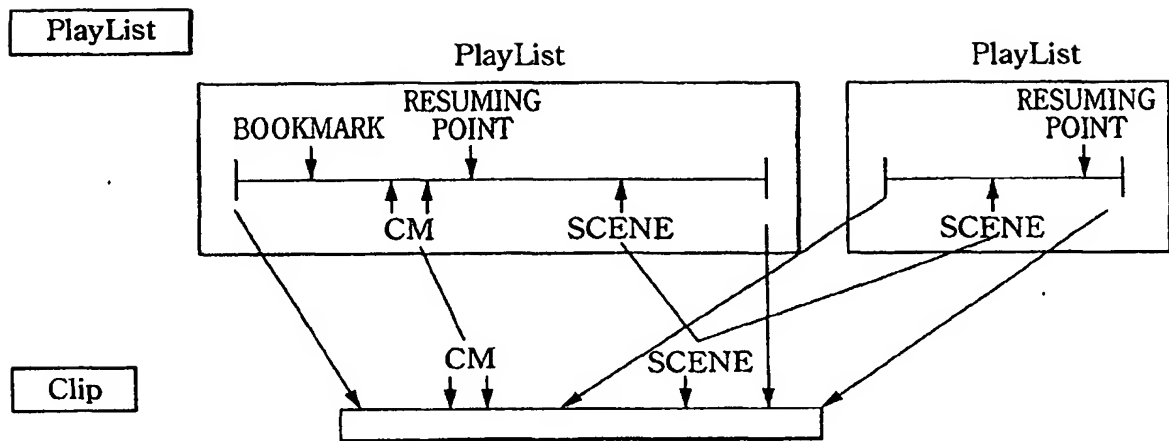 PlayList
PlayList
PlayList
BOOKMARK
RESUMING
POINT
CM
SCENE
RESUMING
POINT
SCENE
CM
SCENE
Clip